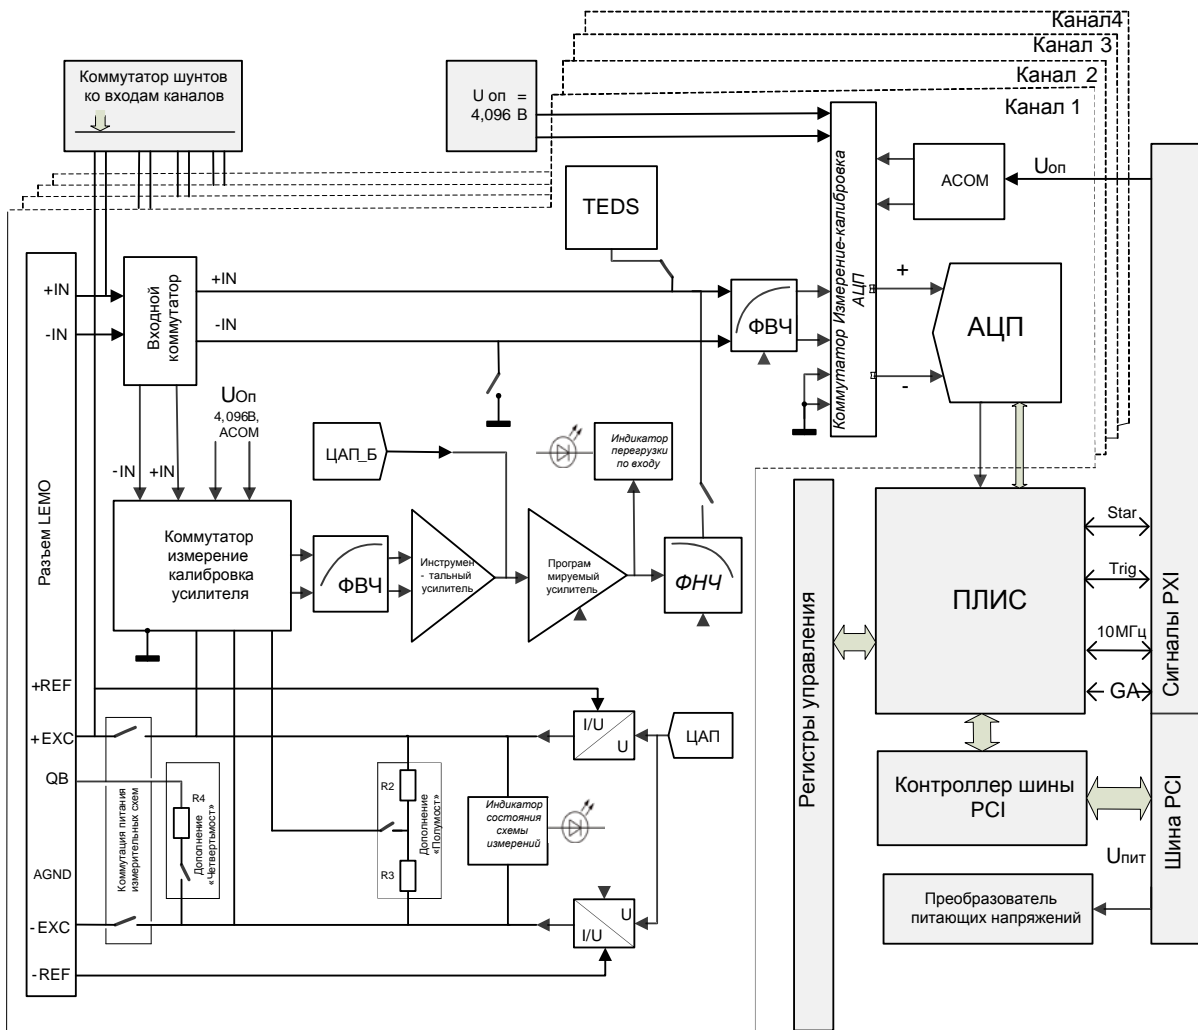 Канал4
Канал 3
Канал 2
Канал 1
Коммутатор шунтов
ко входам каналов
U оп =
4,096 В
TEDS
Коммутатор Измерение-калибровка
АЦП
АСОМ
Uоп
Сигналы PXI
+IN
-IN
Входной
коммутатор
+IN
-IN
ФВЧ
+
-
АЦП
UОп
4,096В,
АСОМ
-IN
+IN
ЦАП_Б
Индикатор
перегрузки
по входу
Разъем LEMO
Коммутатор
измерение
калибровка
усилителя
ФВЧ
Инструмен
- тальный
усилитель
Програм
мируемый
усилитель
ФНЧ
Регистры управления
ПЛИС
Star
Trig
10МГц
GA
+REF
+EXC
QB
AGND
-EXC
-REF
Коммутация питания
измерительных схем
R4
Дополнение
«Четвертьмост»
R2
R3
Дополнение
«Полумост»
Индикатор
состояния
схемы
измерений
I/U
U
ЦАП
U
I/U
Контроллер шины
PCI
Шина PCI
Uпит
Преобразователь
питающих напряжений